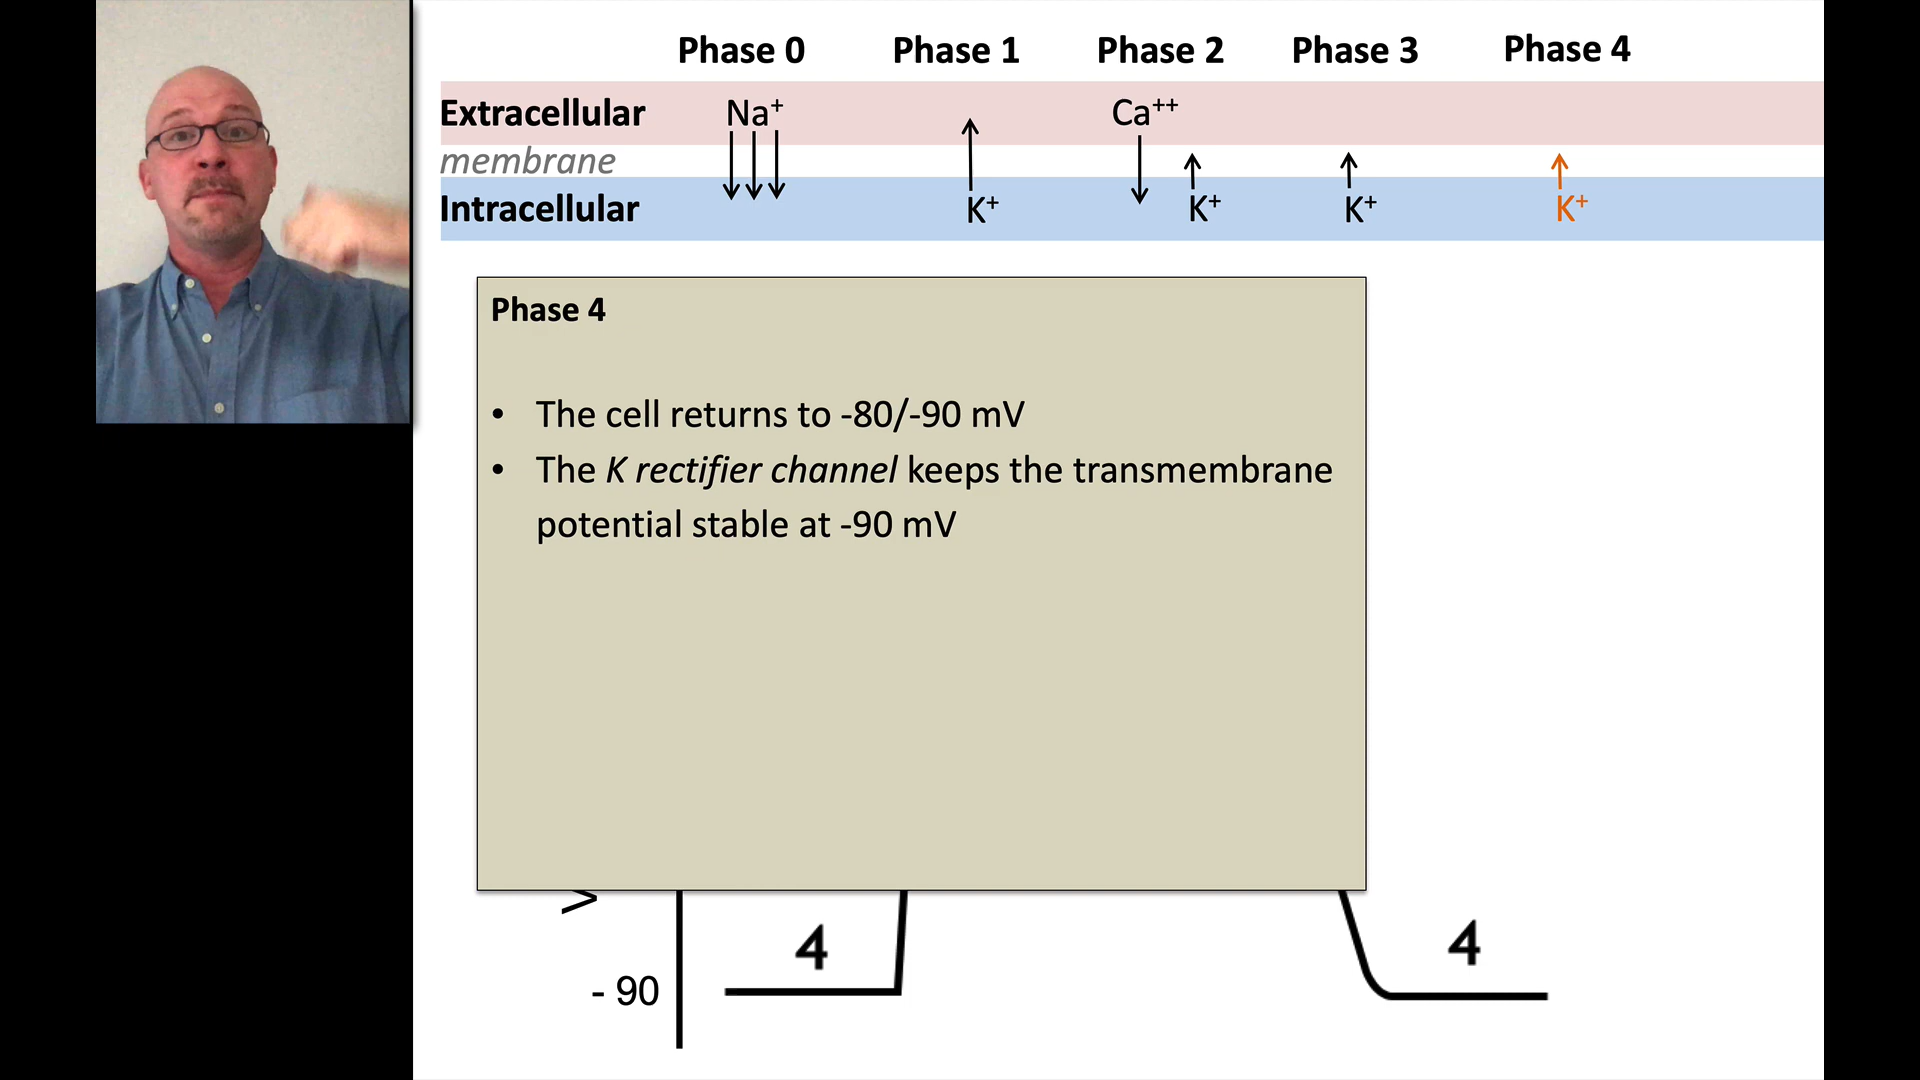 Phase 0 Phase 1 Phase 2 Phase 3 Phase 4
Extracellular Na⁺ Ca⁺⁺
membrane
Intracellular K⁺ K⁺ K⁺ K⁺
Phase 4
• The cell returns to -80/-90 mV
• The K rectifier channel keeps the transmembrane
potential stable at -90 mV
4 4
- 90